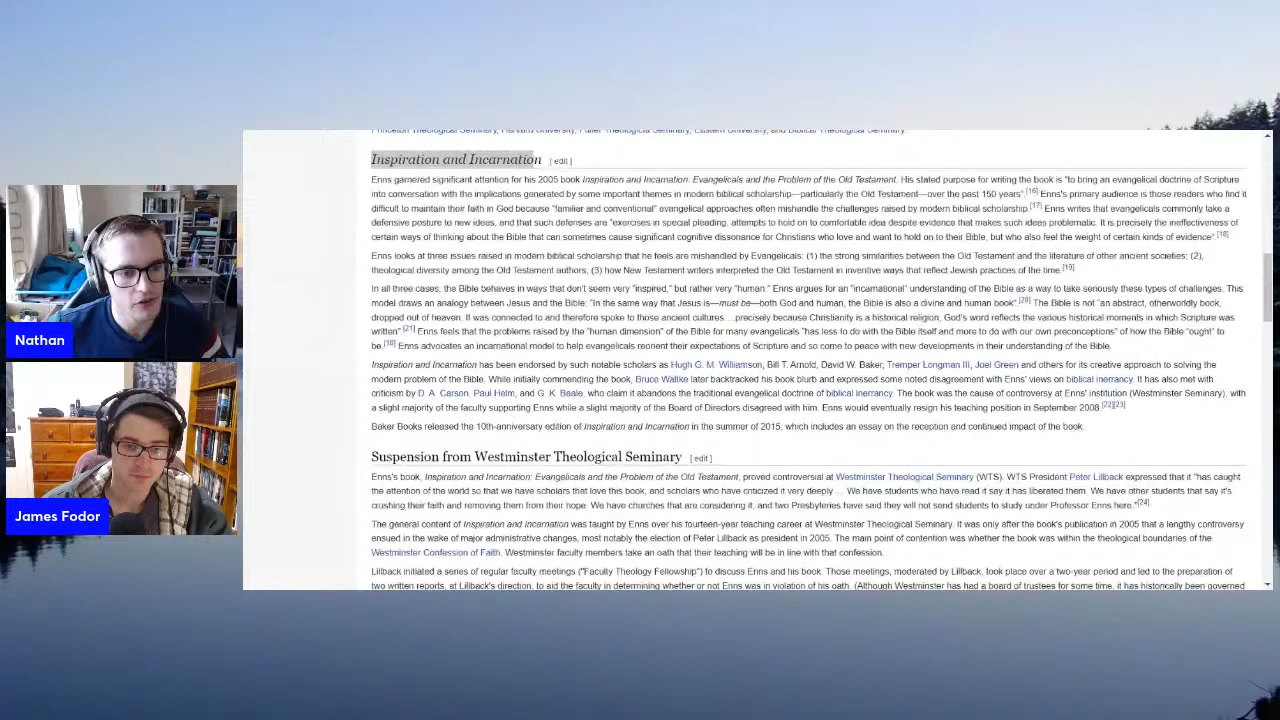 Princeton Theological Seminary, Harvard University, Fuller Theological Seminary, Eastern University, and Biblical Theological Seminary.
Inspiration and Incarnation [ edit ]
Enns garnered significant attention for his 2005 book Inspiration and Incarnation: Evangelicals and the Problem of the Old Testament. His stated purpose for writing the book is "to bring an evangelical doctrine of Scripture
into conversation with the implications generated by some important themes in modern biblical scholarship—particularly the Old Testament—over the past 150 years".[16] Enns's primary audience is those readers who find it
difficult to maintain their faith in God because "familiar and conventional" evangelical approaches often mishandle the challenges raised by modern biblical scholarship.[17] Enns writes that evangelicals commonly take a
defensive posture to new ideas, and that such defenses are "exercises in special pleading, attempts to hold on to comfortable idea despite evidence that makes such ideas problematic. It is precisely the ineffectiveness of
certain ways of thinking about the Bible that can sometimes cause significant cognitive dissonance for Christians who love and want to hold on to their Bible, but who also feel the weight of certain kinds of evidence".[18]
Enns looks at three issues raised in modern biblical scholarship that he feels are mishandled by Evangelicals: (1) the strong similarities between the Old Testament and the literature of other ancient societies; (2),
theological diversity among the Old Testament authors, (3) how New Testament writers interpreted the Old Testament in inventive ways that reflect Jewish practices of the time.[19]
In all three cases, the Bible behaves in ways that don't seem very "inspired," but rather very "human." Enns argues for an "incarnational" understanding of the Bible as a way to take seriously these types of challenges. This
model draws an analogy between Jesus and the Bible: "In the same way that Jesus is—must be—both God and human, the Bible is also a divine and human book".[20] The Bible is not "an abstract, otherworldly book,
dropped out of heaven. It was connected to and therefore spoke to those ancient cultures....precisely because Christianity is a historical religion, God's word reflects the various historical moments in which Scripture was
written".[21] Enns feels that the problems raised by the "human dimension" of the Bible for many evangelicals "has less to do with the Bible itself and more to do with our own preconceptions" of how the Bible "ought" to
be.[18] Enns advocates an incarnational model to help evangelicals reorient their expectations of Scripture and so come to peace with new developments in their understanding of the Bible.
Inspiration and Incarnation has been endorsed by such notable scholars as Hugh G. M. Williamson, Bill T. Arnold, David W. Baker, Tremper Longman III, Joel Green and others for its creative approach to solving the
modern problem of the Bible. While initially commending the book, Bruce Waltke later backtracked his book blurb and expressed some noted disagreement with Enns' views on biblical inerrancy. It has also met with
criticism by D. A. Carson, Paul Helm, and G. K. Beale, who claim it abandons the traditional evangelical doctrine of biblical inerrancy. The book was the cause of controversy at Enns' institution (Westminster Seminary), with
a slight majority of the faculty supporting Enns while a slight majority of the Board of Directors disagreed with him. Enns would eventually resign his teaching position in September 2008.[22][23]
Baker Books released the 10th-anniversary edition of Inspiration and Incarnation in the summer of 2015, which includes an essay on the reception and continued impact of the book.
Suspension from Westminster Theological Seminary [ edit ]
Enns's book, Inspiration and Incarnation: Evangelicals and the Problem of the Old Testament, proved controversial at Westminster Theological Seminary (WTS). WTS President Peter Lillback expressed that it "has caught
the attention of the world so that we have scholars that love this book, and scholars who have criticized it very deeply ... We have students who have read it say it has liberated them. We have other students that say it's
crushing their faith and removing them from their hope. We have churches that are considering it, and two Presbyteries have said they will not send students to study under Professor Enns here."[24]
The general content of Inspiration and Incarnation was taught by Enns over his fourteen-year teaching career at Westminster Theological Seminary. It was only after the book's publication in 2005 that a lengthy controversy
ensued in the wake of major administrative changes, most notably the election of Peter Lillback as president in 2005. The main point of contention was whether the book was within the theological boundaries of the
Westminster Confession of Faith. Westminster faculty members take an oath that their teaching will be in line with that confession.
Lillback initiated a series of regular faculty meetings ("Faculty Theology Fellowship") to discuss Enns and his book. Those meetings, moderated by Lillback, took place over a two-year period and led to the preparation of
two written reports, at Lillback's direction, to aid the faculty in determining whether or not Enns was in violation of his oath. (Although Westminster has had a board of trustees for some time, it has historically been governed
Nathan
James Fodor